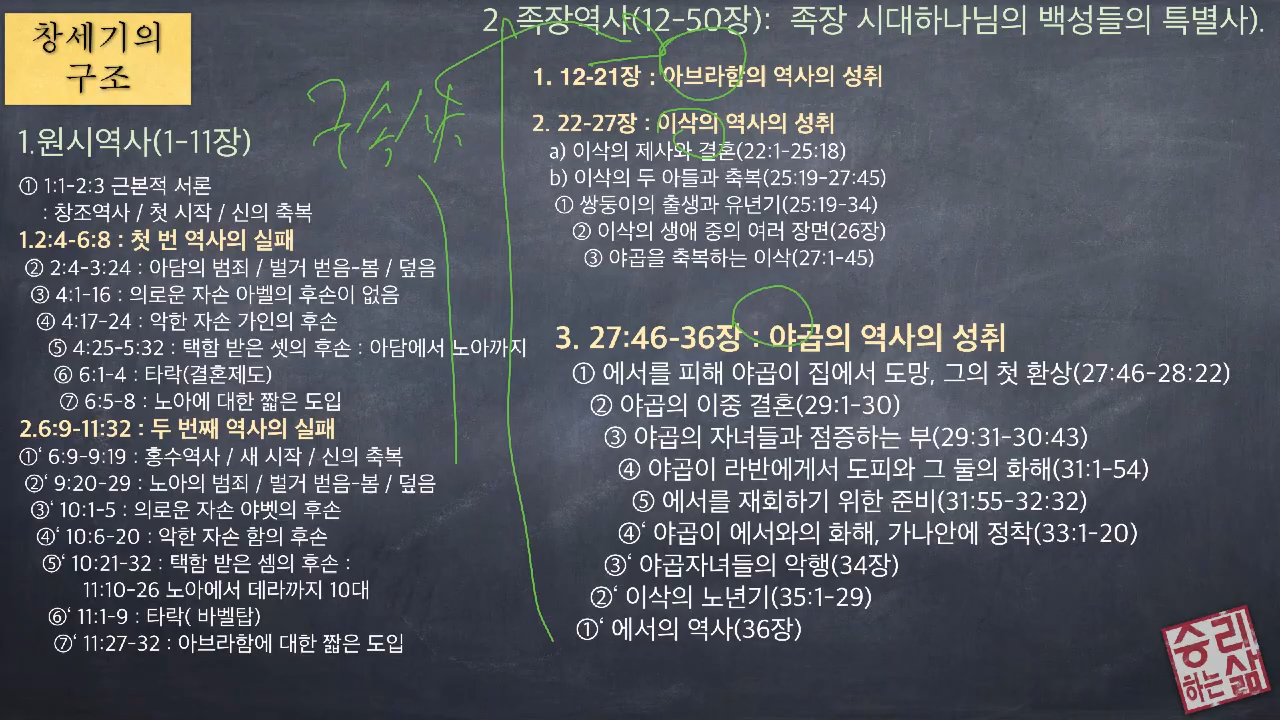 창세기의
구조
1.원시역사(1-11장)
① 1:1-2:3 근본적 서론
: 창조역사 / 첫 시작 / 신의 축복
1.2:4-6:8 : 첫 번 역사의 실패
② 2:4-3:24 : 아담의 범죄 / 벌거 벋음-봄 / 덮음
③ 4:1-16 : 의로운 자손 아벨의 후손이 없음
④ 4:17-24 : 악한 자손 가인의 후손
⑤ 4:25-5:32 : 택함 받은 셋의 후손 : 아담에서 노아까지
⑥ 6:1-4 : 타락(결혼제도)
⑦ 6:5-8 : 노아에 대한 짧은 도입
2.6:9-11:32 : 두 번째 역사의 실패
①‘ 6:9-9:19 : 홍수역사 / 새 시작 / 신의 축복
②‘ 9:20-29 : 노아의 범죄 / 벌거 벋음-봄 / 덮음
③‘ 10:1-5 : 의로운 자손 야벳의 후손
④‘ 10:6-20 : 악한 자손 함의 후손
⑤‘ 10:21-32 : 택함 받은 셈의 후손 :
11:10-26 노아에서 데라까지 10대
⑥‘ 11:1-9 : 타락( 바벨탑)
⑦‘ 11:27-32 : 아브라함에 대한 짧은 도입
구속사
2. 족장역사(12-50장): 족장 시대하나님의 백성들의 특별사).
1. 12-21장 : 아브라함의 역사의 성취
2. 22-27장 : 이삭의 역사의 성취
a) 이삭의 제사와 결혼(22:1-25:18)
b) 이삭의 두 아들과 축복(25:19-27:45)
① 쌍둥이의 출생과 유년기(25:19-34)
② 이삭의 생애 중의 여러 장면(26장)
③ 야곱을 축복하는 이삭(27:1-45)
3. 27:46-36장 : 야곱의 역사의 성취
① 에서를 피해 야곱이 집에서 도망, 그의 첫 환상(27:46-28:22)
② 야곱의 이중 결혼(29:1-30)
③ 야곱의 자녀들과 점증하는 부(29:31-30:43)
④ 야곱이 라반에게서 도피와 그 둘의 화해(31:1-54)
⑤ 에서를 재회하기 위한 준비(31:55-32:32)
④‘ 야곱이 에서와의 화해, 가나안에 정착(33:1-20)
③‘ 야곱자녀들의 악행(34장)
②‘ 이삭의 노년기(35:1-29)
①‘ 에서의 역사(36장)
승리
하는 삶